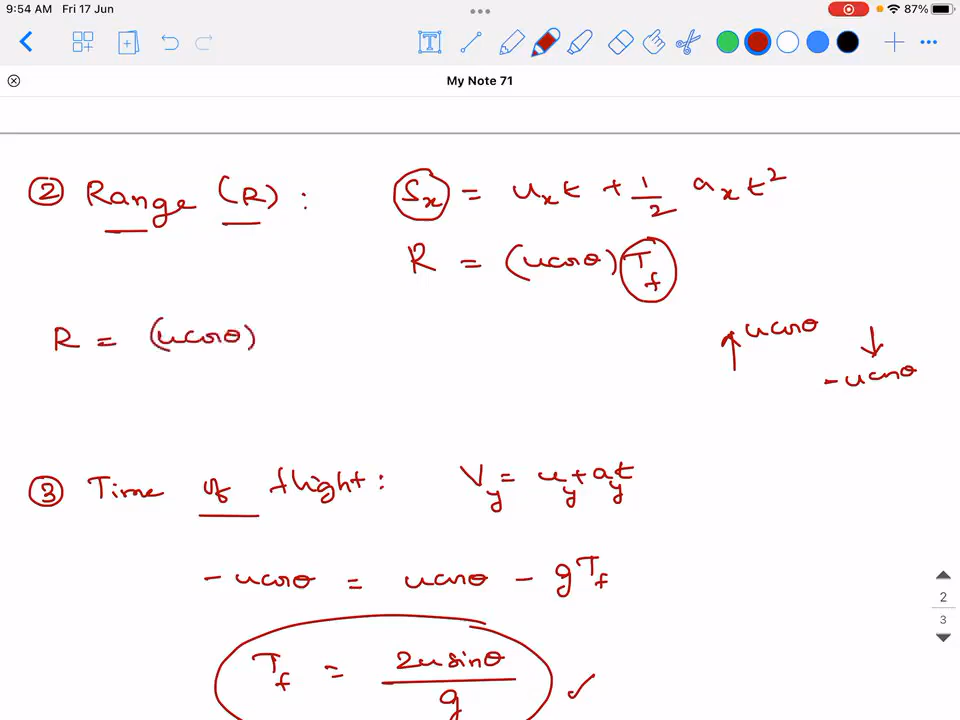 9:54 AM Fri 17 Jun 87%
My Note 71
② Range (R) : Sx = uxt + 1/2 axt²
R = (ucosθ) Tf
R = (ucosθ)
ucosθ
-ucosθ
③ Time of flight : Vy = uy + ayt
-ucosθ = ucosθ - gTf
Tf = 2usinθ/g ✓
2
3